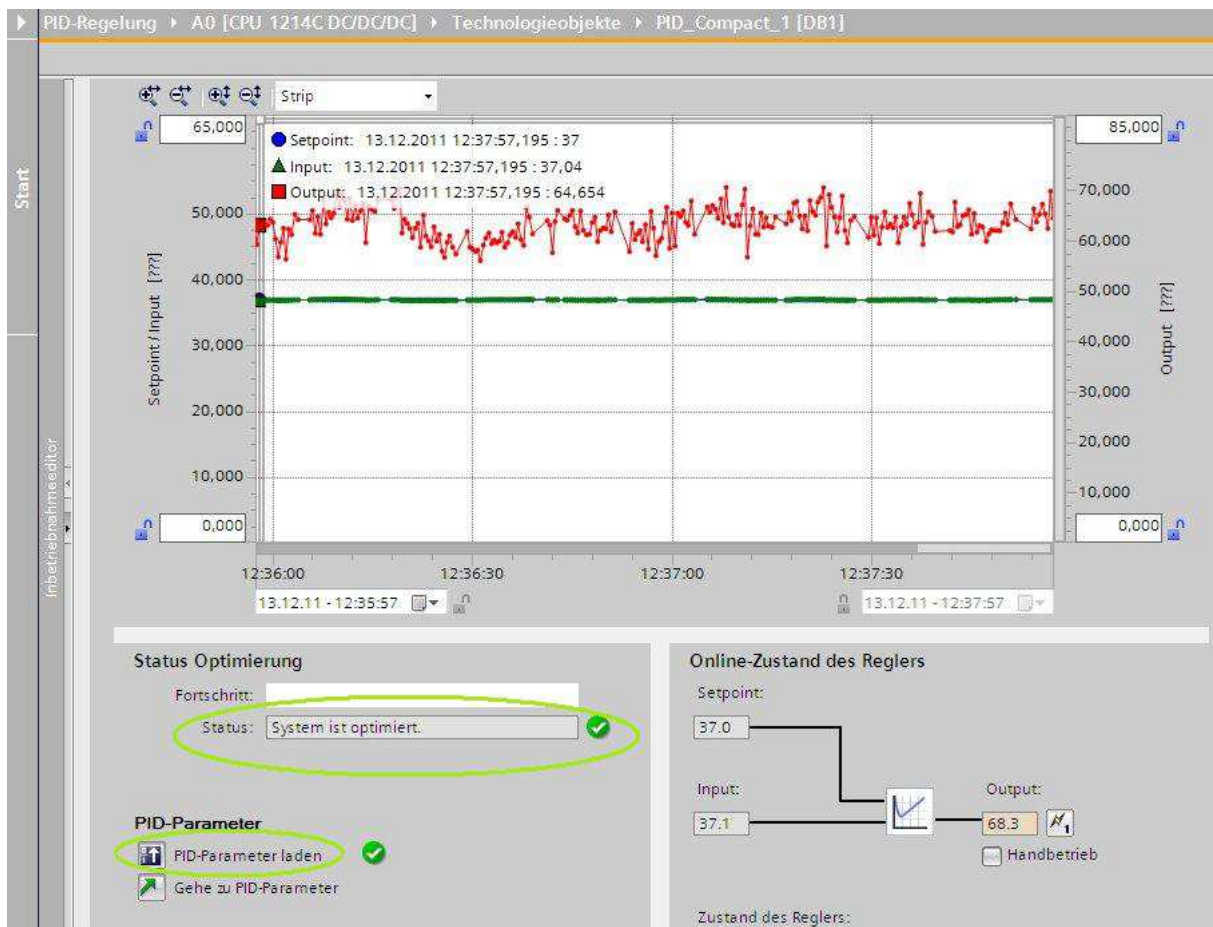 PID-Regelung ▸ A0 [CPU 1214C DC/DC/DC] ▸ Technologieobjekte ▸ PID_Compact_1 [DB1]
Start
Inbetriebnahmeeditor
Strip
65,000
50,000
40,000
30,000
20,000
10,000
0,000
Setpoint/Input [???]
Setpoint: 13.12.2011 12:37:57,195 : 37
Input: 13.12.2011 12:37:57,195 : 37,04
Output: 13.12.2011 12:37:57,195 : 64,654
85,000
70,000
60,000
50,000
40,000
30,000
20,000
10,000
0,000
Output [???]
12:36:00 12:36:30 12:37:00 12:37:30
13.12.11 - 12:35:57 13.12.11 - 12:37:57
Status Optimierung
Fortschritt:
Status: System ist optimiert.
PID-Parameter
PID-Parameter laden
Gehe zu PID-Parameter
Online-Zustand des Reglers
Setpoint:
37.0
Input: Output:
37.1 68.3
Handbetrieb
Zustand des Reglers: